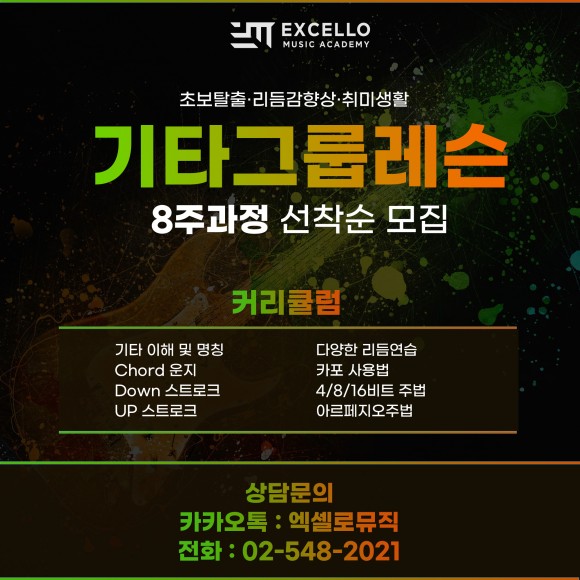 EXCELLO
MUSIC ACADEMY
초보탈출·리듬감향상·취미생활
기타그룹레슨
8주과정 선착순 모집
커리큘럼
기타 이해 및 명칭
Chord 운지
Down 스트로크
UP 스트로크
다양한 리듬연습
카포 사용법
4/8/16비트 주법
아르페지오주법
상담문의
카카오톡 : 엑셀로뮤직
전화 : 02-548-2021